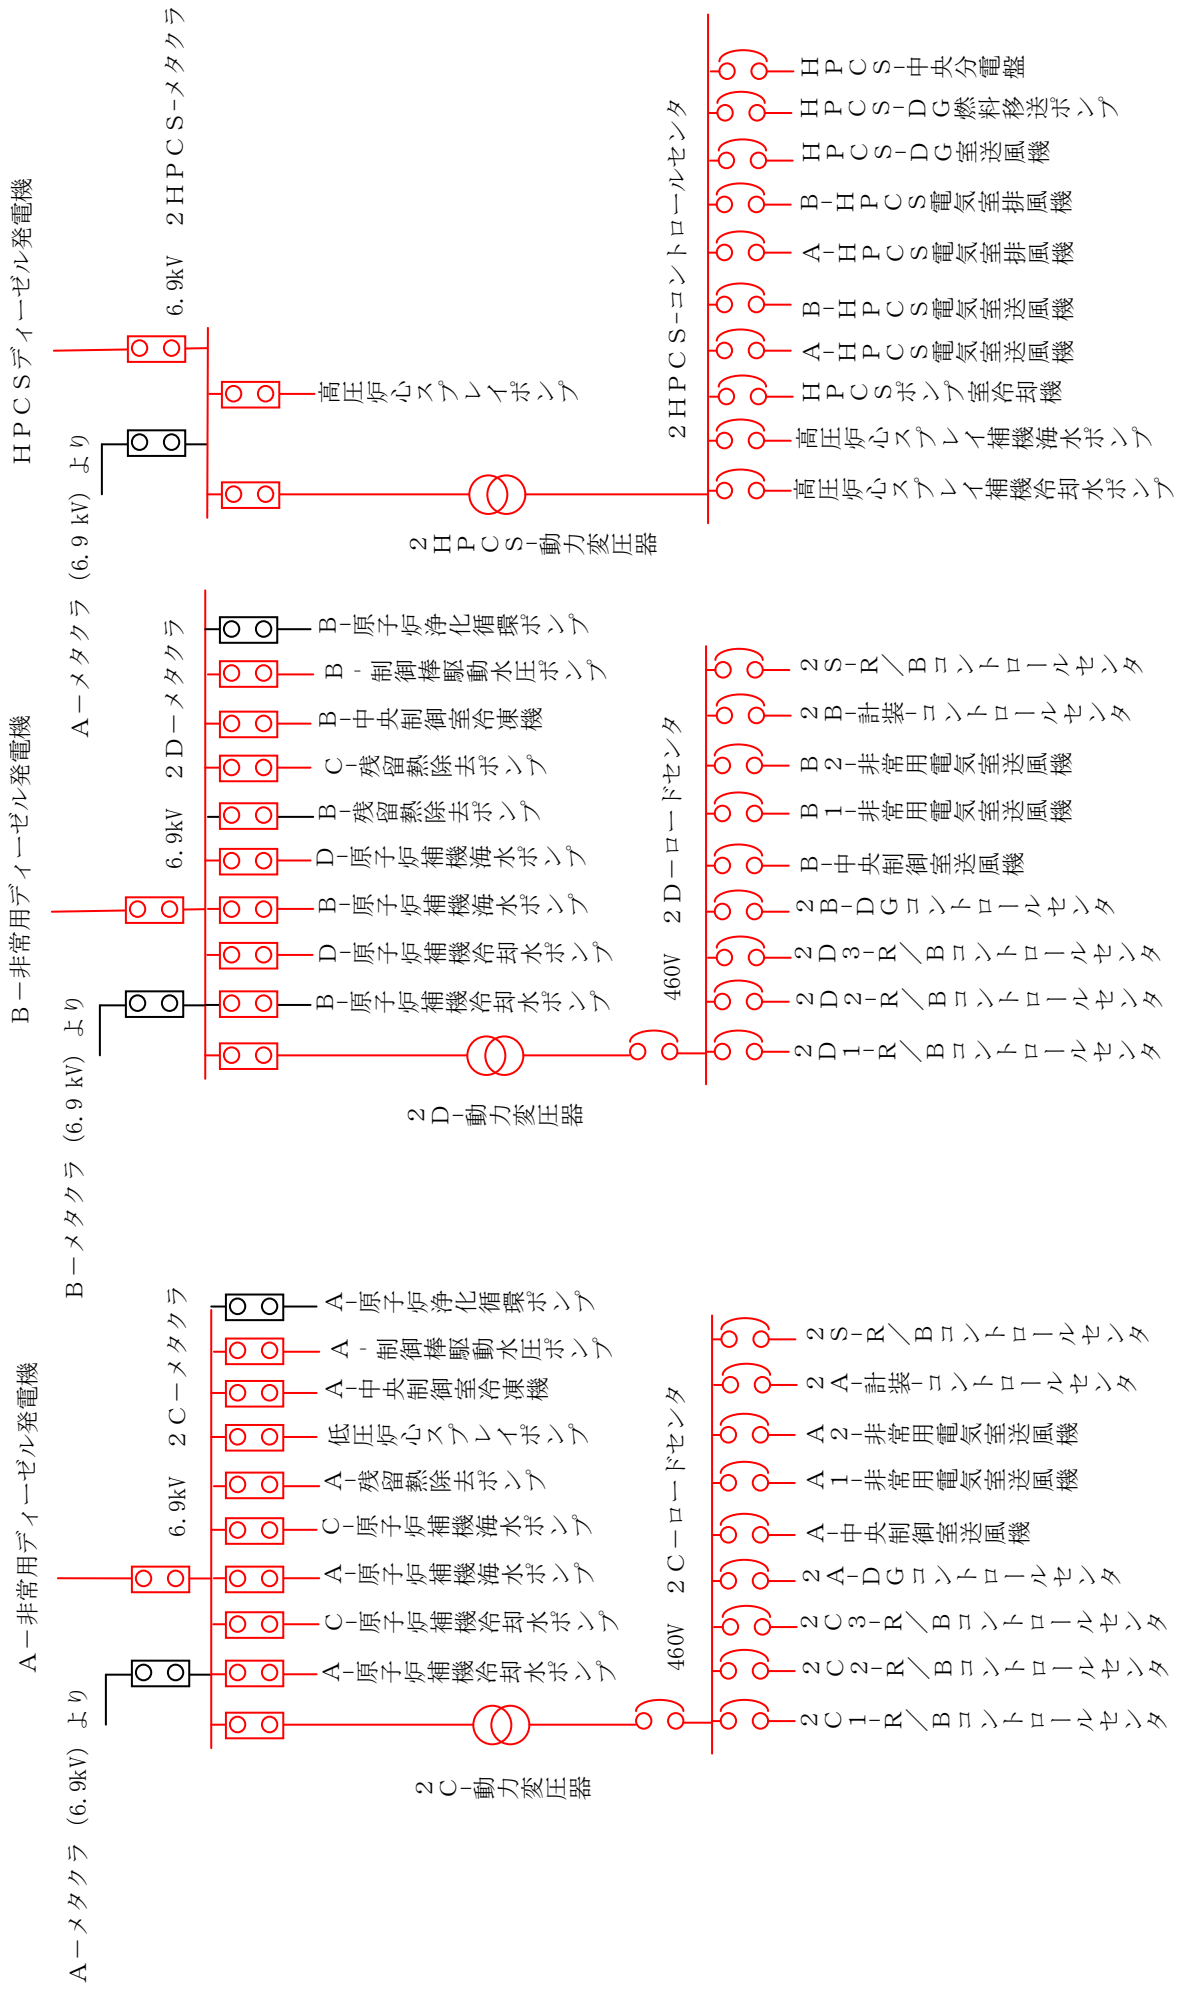 A－非常用ディーゼル発電機
A－メタクラ (6.9kV) より
6.9kV 2C－メタクラ
A-原子炉補機冷却水ポンプ
C-原子炉補機冷却水ポンプ
A-原子炉補機海水ポンプ
C-原子炉補機海水ポンプ
A-残留熱除去ポンプ
低圧炉心スプレイポンプ
A-中央制御室冷凍機
A-制御棒駆動水圧ポンプ
A-原子炉浄化循環ポンプ
2C-動力変圧器
460V 2C－ロードセンタ
2C1-R／Bコントロールセンタ
2C2-R／Bコントロールセンタ
2C3-R／Bコントロールセンタ
2A-DGコントロールセンタ
A-中央制御室送風機
A1-非常用電気室送風機
A2-非常用電気室送風機
2A-計装-コントロールセンタ
2S-R／Bコントロールセンタ
B－非常用ディーゼル発電機
B－メタクラ (6.9 kV) より
6.9kV 2D－メタクラ
B-原子炉補機冷却水ポンプ
D-原子炉補機冷却水ポンプ
B-原子炉補機海水ポンプ
D-原子炉補機海水ポンプ
B-残留熱除去ポンプ
C-残留熱除去ポンプ
B-中央制御室冷凍機
B-制御棒駆動水圧ポンプ
B-原子炉浄化循環ポンプ
2D-動力変圧器
460V 2D－ロードセンタ
2D1-R／Bコントロールセンタ
2D2-R／Bコントロールセンタ
2D3-R／Bコントロールセンタ
2B-DGコントロールセンタ
B-中央制御室送風機
B1-非常用電気室送風機
B2-非常用電気室送風機
2B-計装-コントロールセンタ
2S-R／Bコントロールセンタ
HPCSディーゼル発電機
A－メタクラ (6.9 kV) より
6.9kV 2HPCS-メタクラ
高圧炉心スプレイポンプ
2HPCS-動力変圧器
2HPCS-コントロールセンタ
高圧炉心スプレイ補機冷却水ポンプ
高圧炉心スプレイ補機海水ポンプ
HPCSポンプ室冷却機
A-HPCS電気室送風機
B-HPCS電気室送風機
A-HPCS電気室排風機
B-HPCS電気室排風機
HPCS-DG室送風機
HPCS-DG燃料移送ポンプ
HPCS-中央分電盤